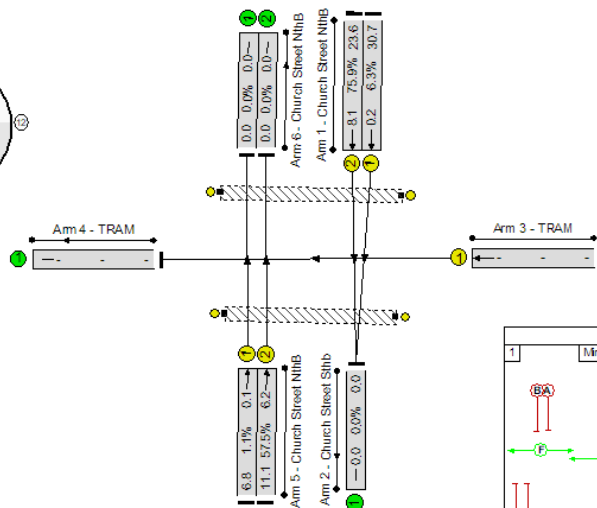 1 2
0.0 0.0% 0.0
0.0 0.0% 0.0
Arm 6 - Church Street NthB
Arm 1 - Church Street NthB
8.1 75.9% 23.6
0.2 6.3% 30.7
2 1
12
Arm 4 - TRAM
1
- - -
Arm 3 - TRAM
1
- - -
1 2
6.8 1.1% 0.1
11.1 57.5% 6.2
Arm 5 - Church Street NthB
Arm 2 - Church Street Sthb
0.0 0.0% 0.0
1
1
Min
B A
F